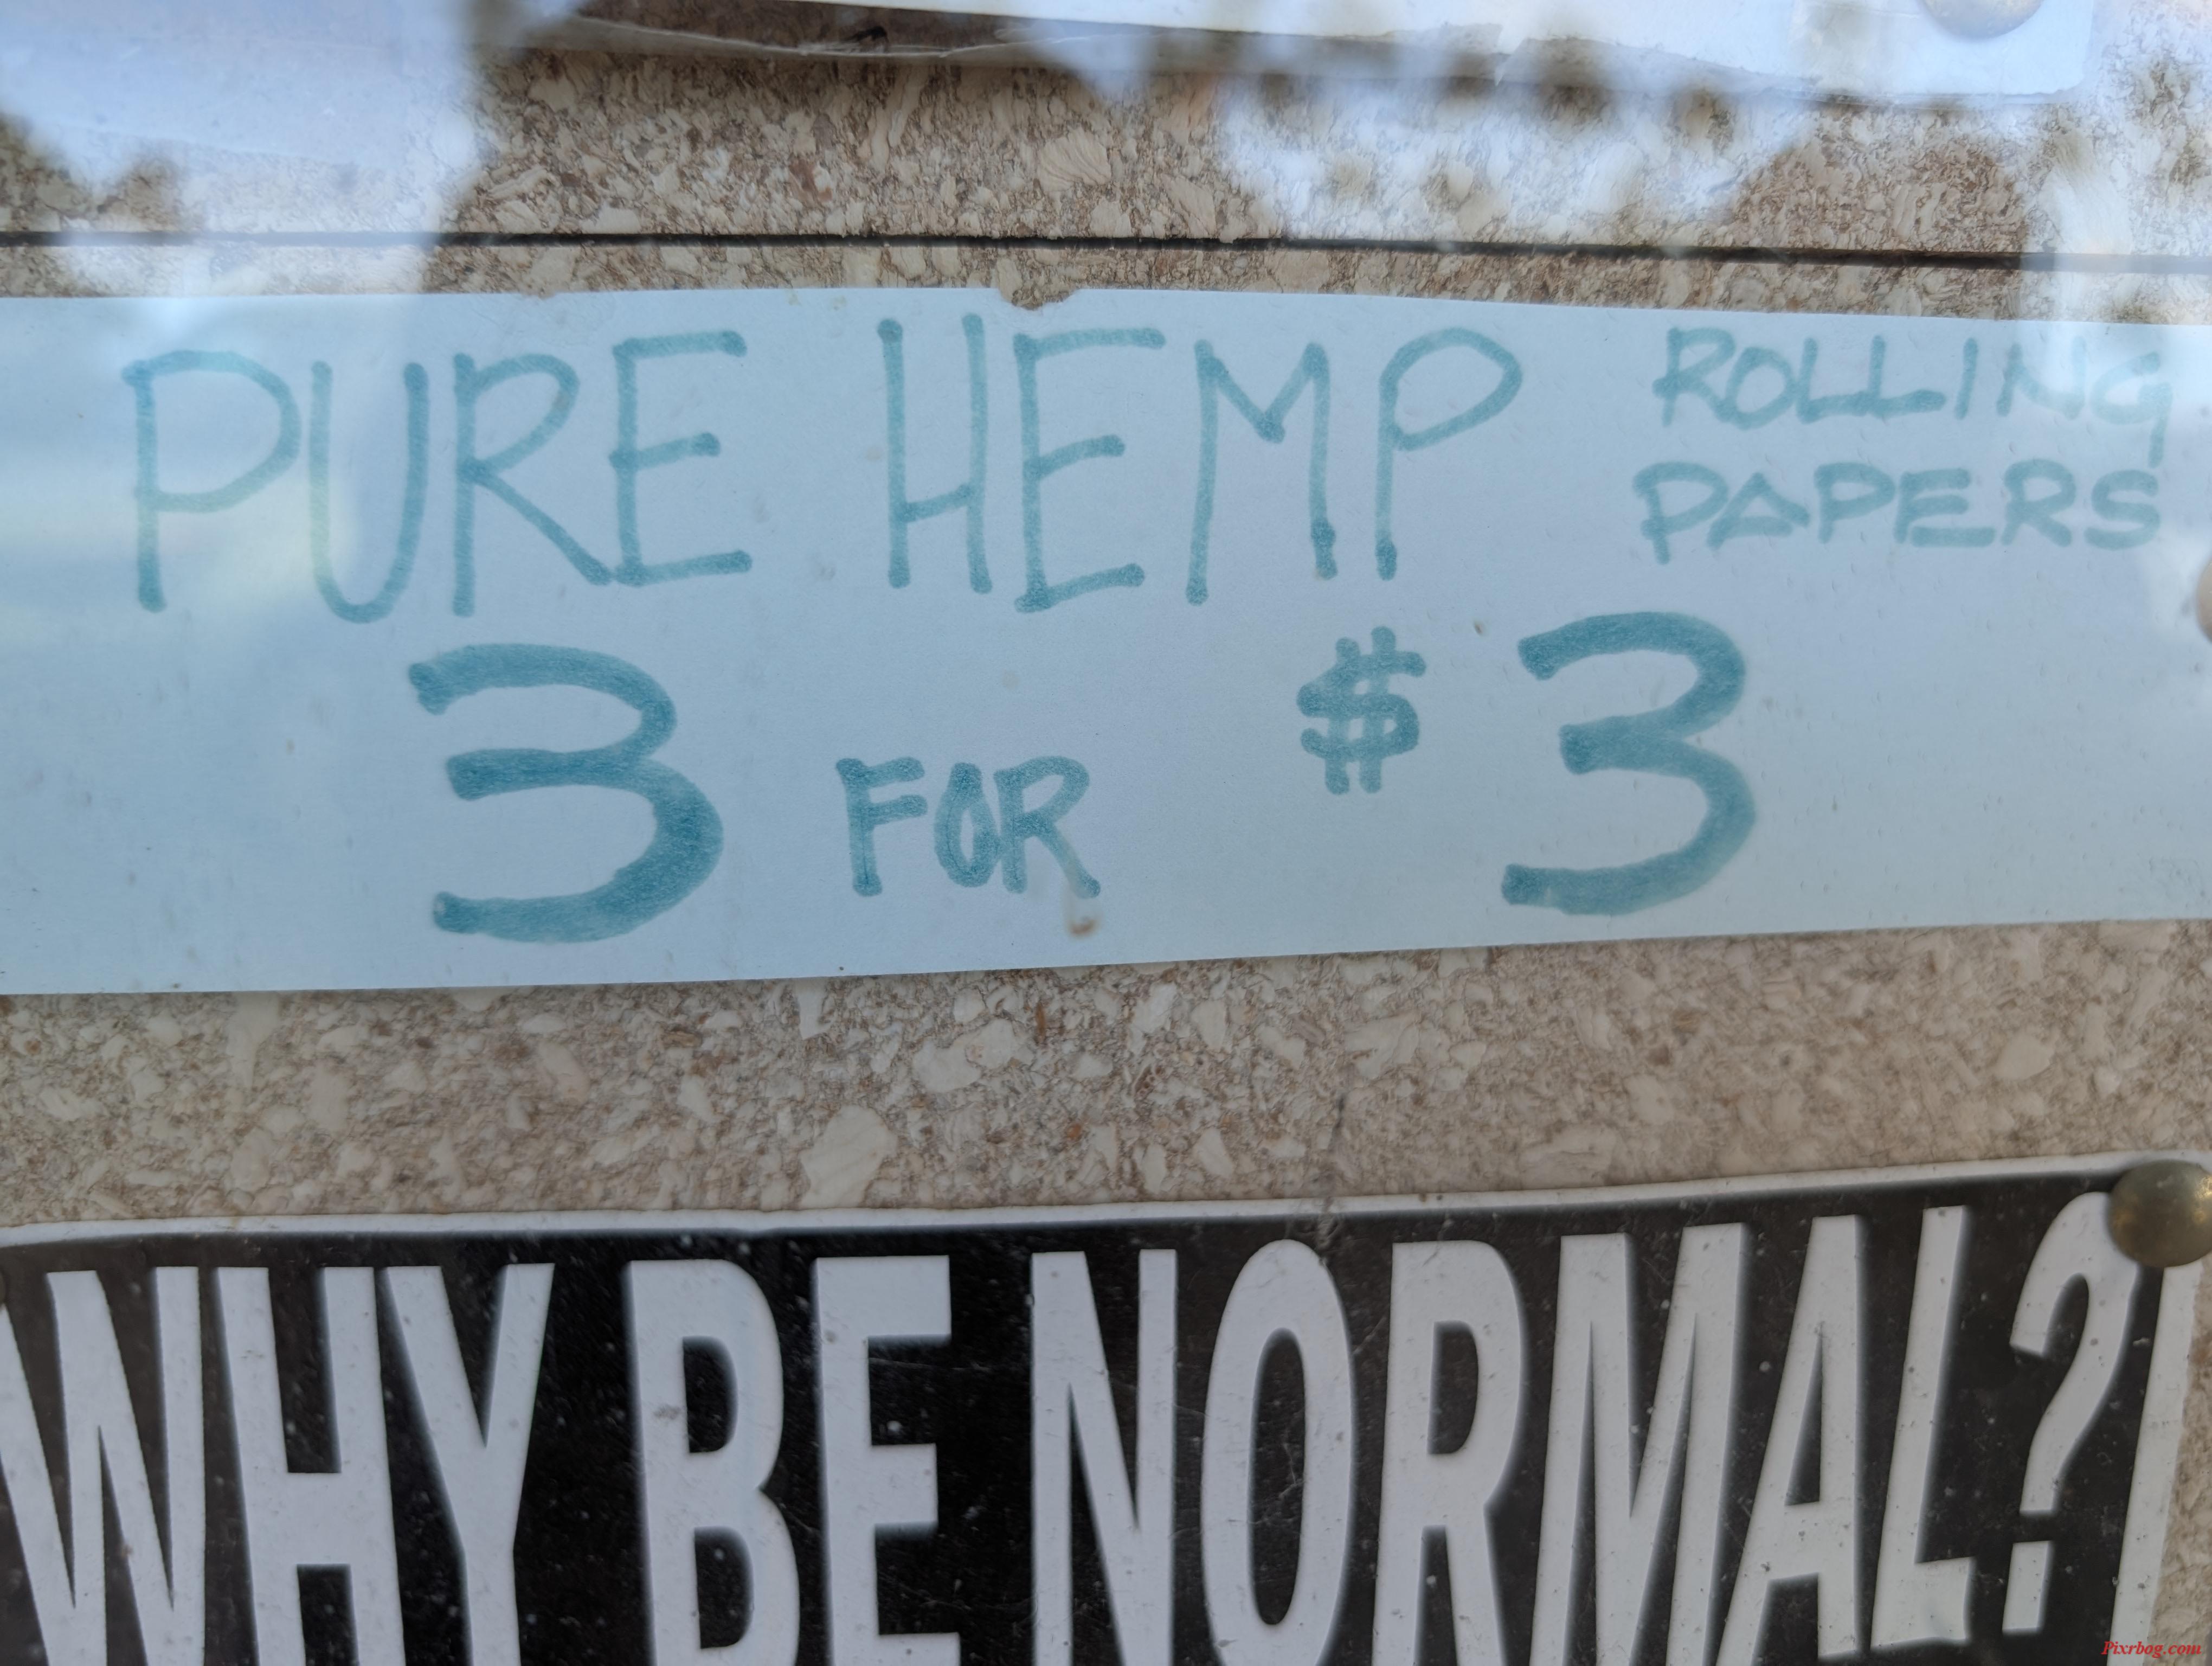 PURE HEMP ROLLING
PAPERS
3 FOR $3
WHY BE NORMAL?
Pixrbog.com